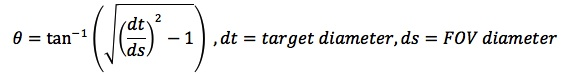 θ = tan⁻¹ (√((dt/ds)² − 1)) , dt = target diameter, ds = FOV diameter